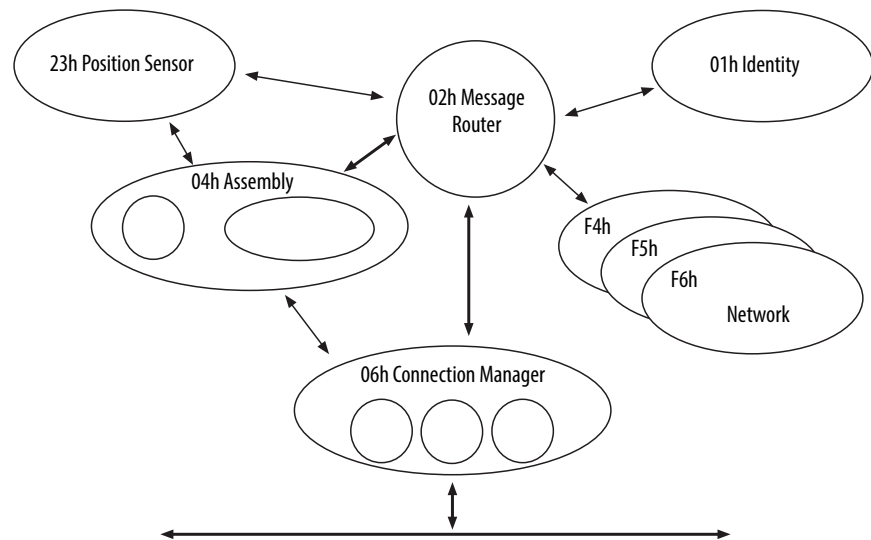 23h Position Sensor
02h Message
Router
01h Identity
04h Assembly
F4h
F5h
F6h
Network
06h Connection Manager